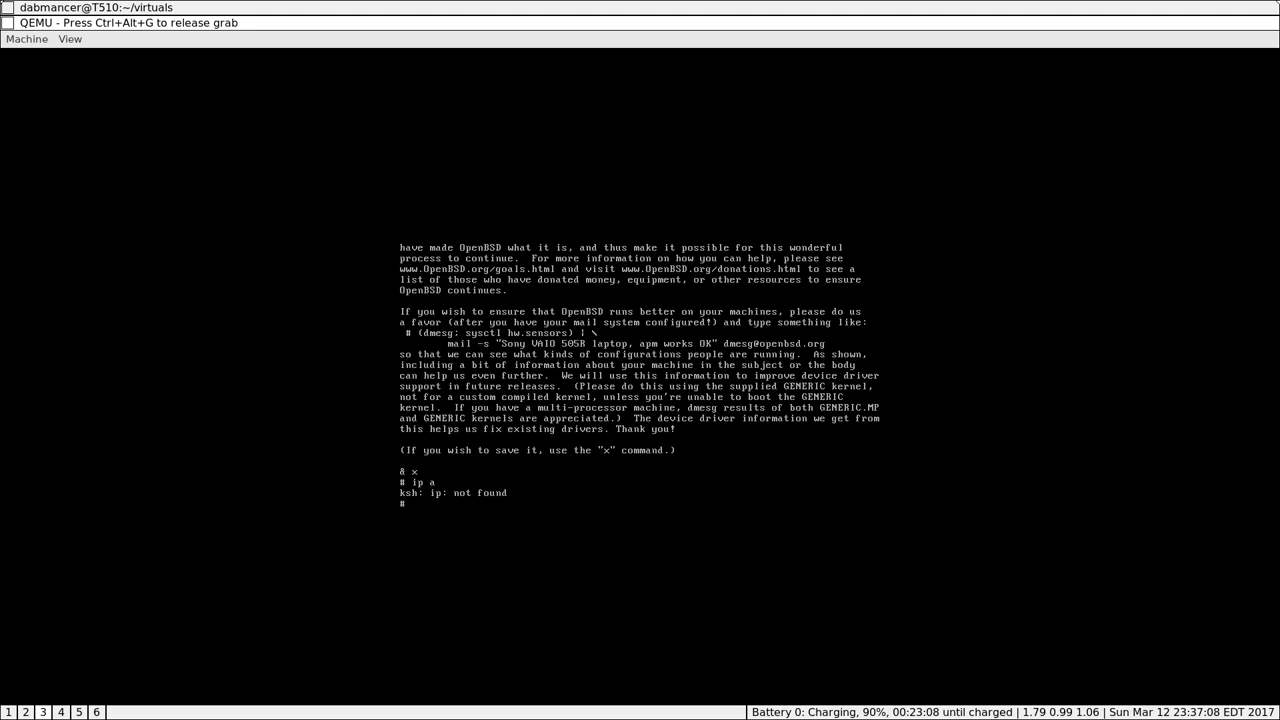 dabmancer@T510:~/virtuals
QEMU - Press Ctrl+Alt+G to release grab
Machine View
have made OpenBSD what it is, and thus make it possible for this wonderful
process to continue.  For more information on how you can help, please see
www.OpenBSD.org/goals.html and visit www.OpenBSD.org/donations.html to see a
list of those who have donated money, equipment, or other resources to ensure
OpenBSD continues.
If you wish to ensure that OpenBSD runs better on your machines, please do us
a favor (after you have your mail system configured!) and type something like:
# (dmesg; sysctl hw.sensors) | \
mail -s "Sony VAIO 505R laptop, apm works OK" dmesg@openbsd.org
so that we can see what kinds of configurations people are running.  As shown,
including a bit of information about your machine in the subject or the body
can help us even further.  We will use this information to improve device driver
support in future releases.  (Please do this using the supplied GENERIC kernel,
not for a custom compiled kernel, unless you're unable to boot the GENERIC
kernel.  If you have a multi-processor machine, dmesg results of both GENERIC.MP
and GENERIC kernels are appreciated.)  The device driver information we get from
this helps us fix existing drivers. Thank you!
(If you wish to save it, use the "x" command.)
& x
# ip a
ksh: ip: not found
#
1 2 3 4 5 6 Battery 0: Charging, 90%, 00:23:08 until charged | 1.79 0.99 1.06 | Sun Mar 12 23:37:08 EDT 2017